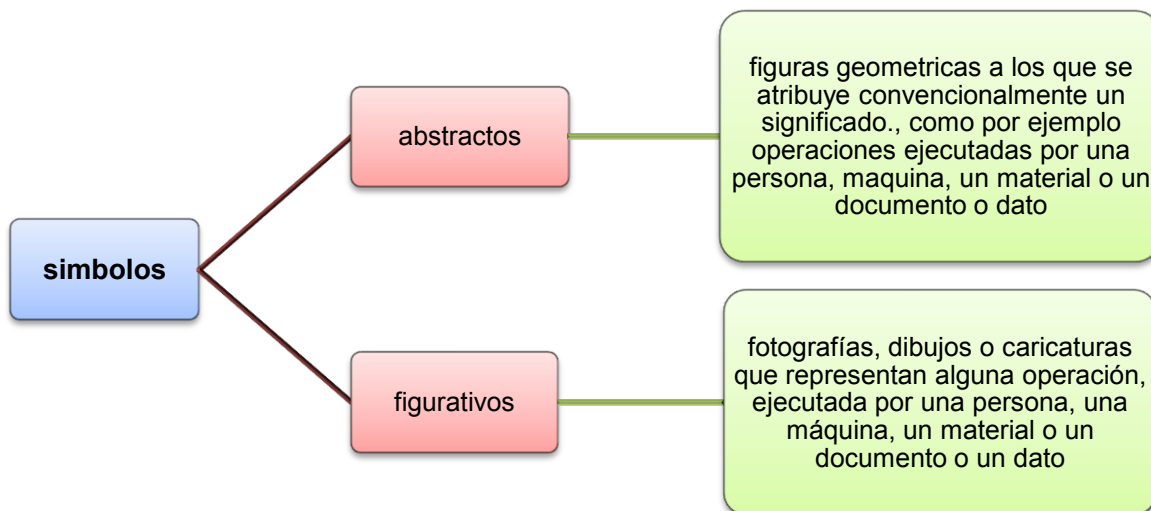 simbolos
abstractos
figuras geometricas a los que se
atribuye convencionalmente un
significado., como por ejemplo
operaciones ejecutadas por una
persona, maquina, un material o un
documento o dato
figurativos
fotografías, dibujos o caricaturas
que representan alguna operación,
ejecutada por una persona, una
máquina, un material o un
documento o un dato